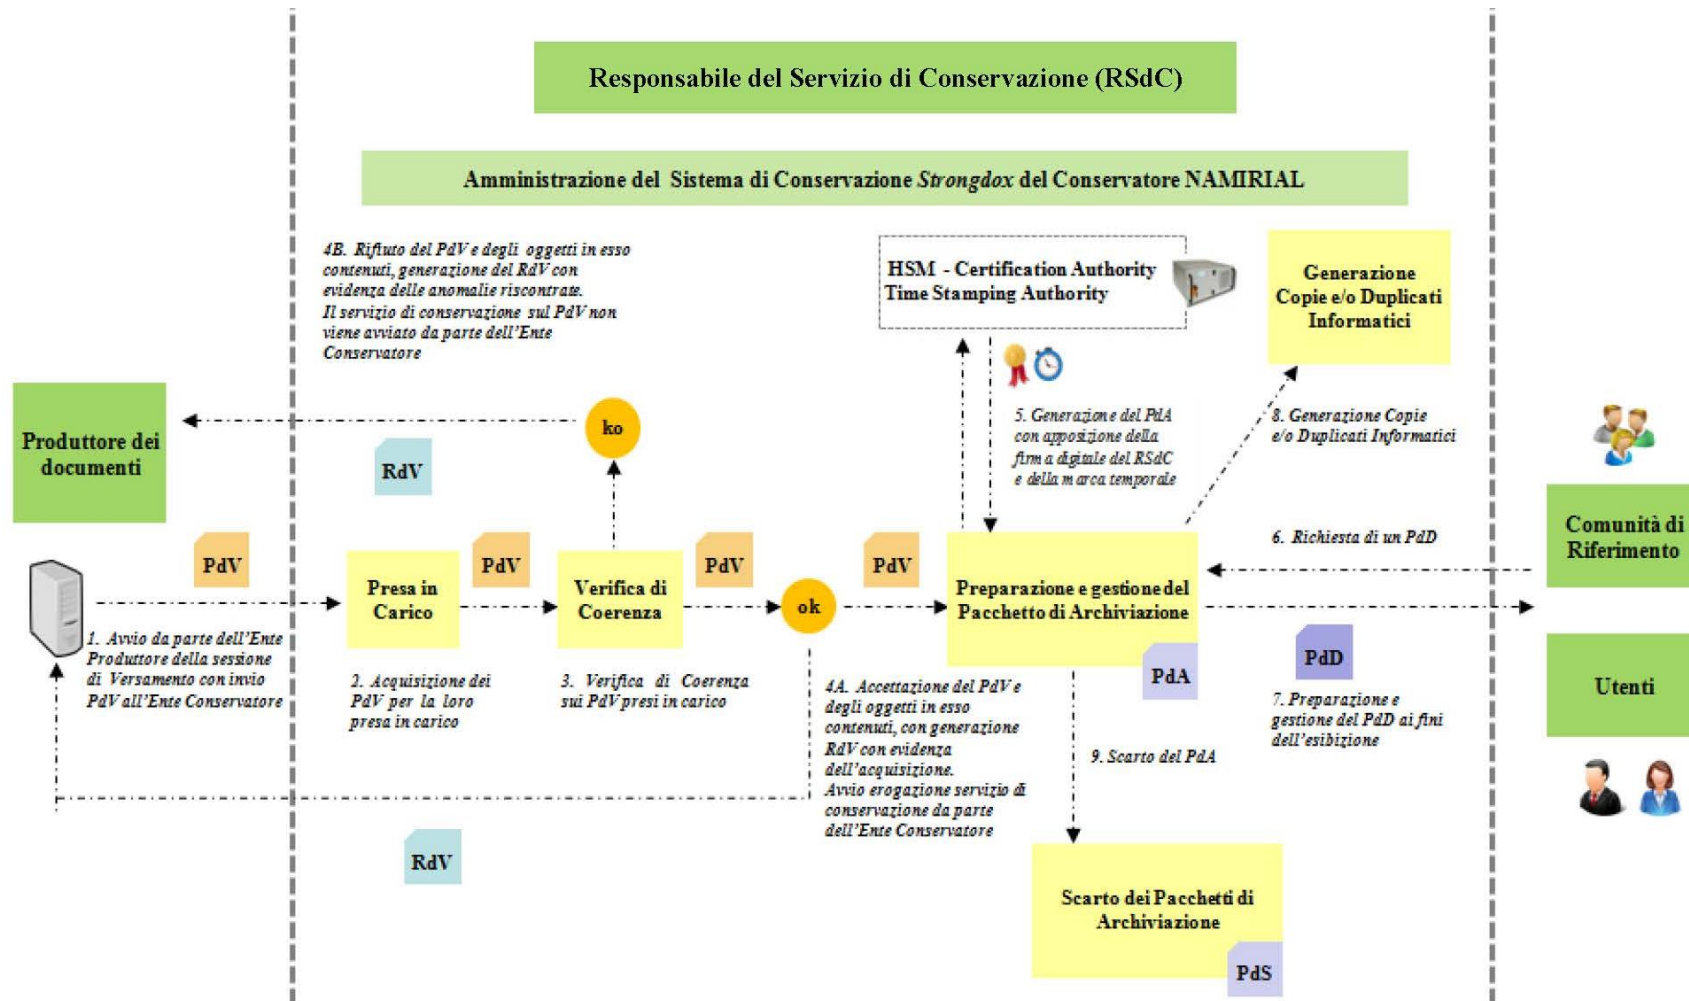 Responsabile del Servizio di Conservazione (RSdC)
Amministrazione del Sistema di Conservazione Strongdox del Conservatore NAMIRIAL
4B. Rifiuto del PdV e degli oggetti in esso
contenuti, generazione del RdV con
evidenza delle anomalie riscontrate.
Il servizio di conservazione sul PdV non
viene avviato da parte dell'Ente
Conservatore
HSM - Certification Authority
Time Stamping Authority
Generazione
Copie e/o Duplicati
Informatici
Produttore dei
documenti
ko
RdV
5. Generazione del PdA
con apposizione della
firma digitale del RSdC
e della marca temporale
8. Generazione Copie
e/o Duplicati Informatici
PdV
Presa in
Carico
PdV
Verifica di
Coerenza
PdV
ok
PdV
Preparazione e gestione del
Pacchetto di Archiviazione
PdA
6. Richiesta di un PdD
Comunità di
Riferimento
1. Avvio da parte dell'Ente
Produttore della sessione
di Versamento con invio
PdV all'Ente Conservatore
2. Acquisizione dei
PdV per la loro
presa in carico
3. Verifica di Coerenza
sui PdV presi in carico
4A. Accettazione del PdV e
degli oggetti in esso
contenuti, con generazione
RdV con evidenza
dell'acquisizione.
Avvio erogazione servizio di
conservazione da parte
dell'Ente Conservatore
PdD
7. Preparazione e
gestione del PdD ai fini
dell'esibizione
Utenti
9. Scarto del PdA
RdV
Scarto dei Pacchetti di
Archiviazione
PdS